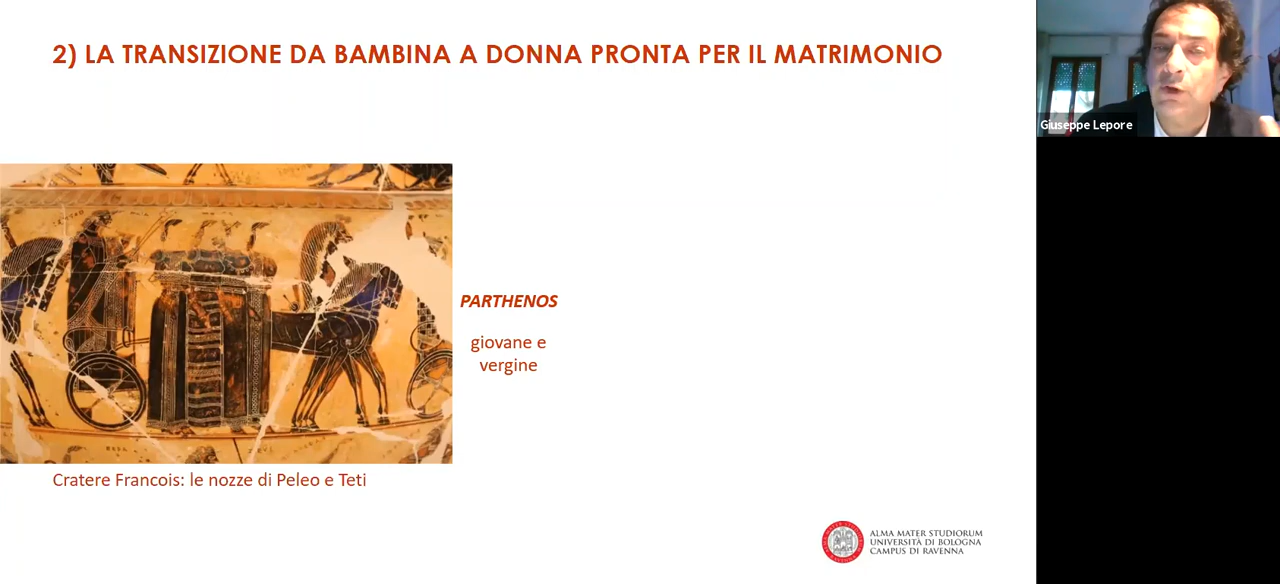 2) LA TRANSIZIONE DA BAMBINA A DONNA PRONTA PER IL MATRIMONIO
Giuseppe Lepore
PARTHENOS
giovane e
vergine
Cratere Francois: le nozze di Peleo e Teti
ALMA MATER STUDIORUM
UNIVERSITÀ DI BOLOGNA
CAMPUS DI RAVENNA